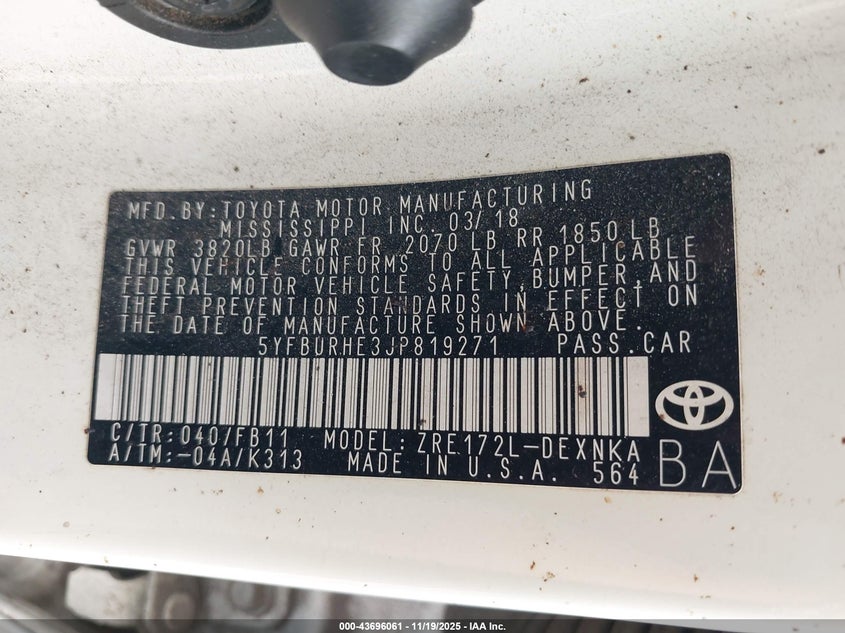 MFD.BY:TOYOTA MOTOR MANUFACTURING
MISSISSIPPI INC. 03/18
GVWR 3820LB GAWR FR 2070 LB RR 1850 LB
THIS VEHICLE CONFORMS TO ALL APPLICABLE
FEDERAL MOTOR VEHICLE SAFETY, BUMPER, AND
THEFT PREVENTION STANDARDS IN EFFECT ON
THE DATE OF MANUFACTURE SHOWN ABOVE.
5YFBURHE3JP819271 PASS.CAR
C/TR:040/FB11 MODEL:ZRE172L-DEXNKA
A/TM:-04A/K313 MADE IN U.S.A. 564
BA
000-43696061 - 11/19/2025 - IAA Inc.